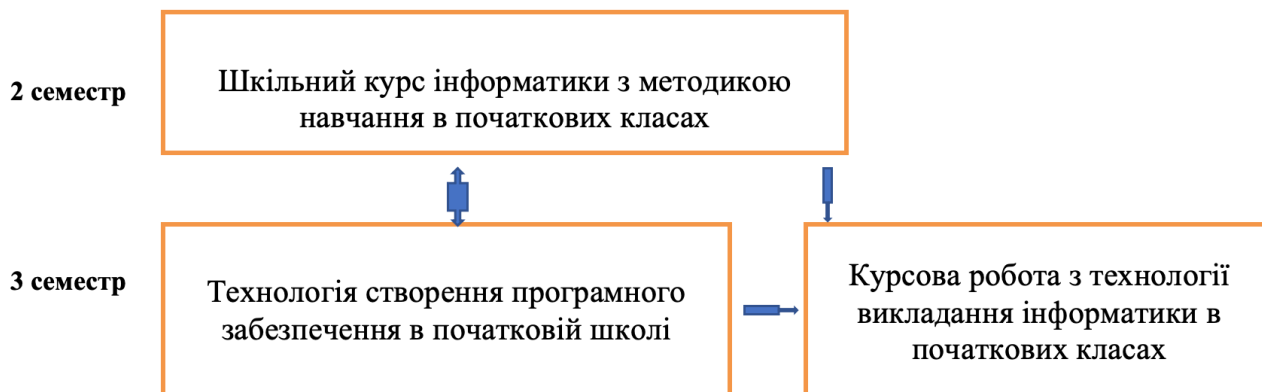 2 семестр
Шкільний курс інформатики з методикою
навчання в початкових класах
3 семестр
Технологія створення програмного
забезпечення в початковій школі
Курсова робота з технології
викладання інформатики в
початкових класах